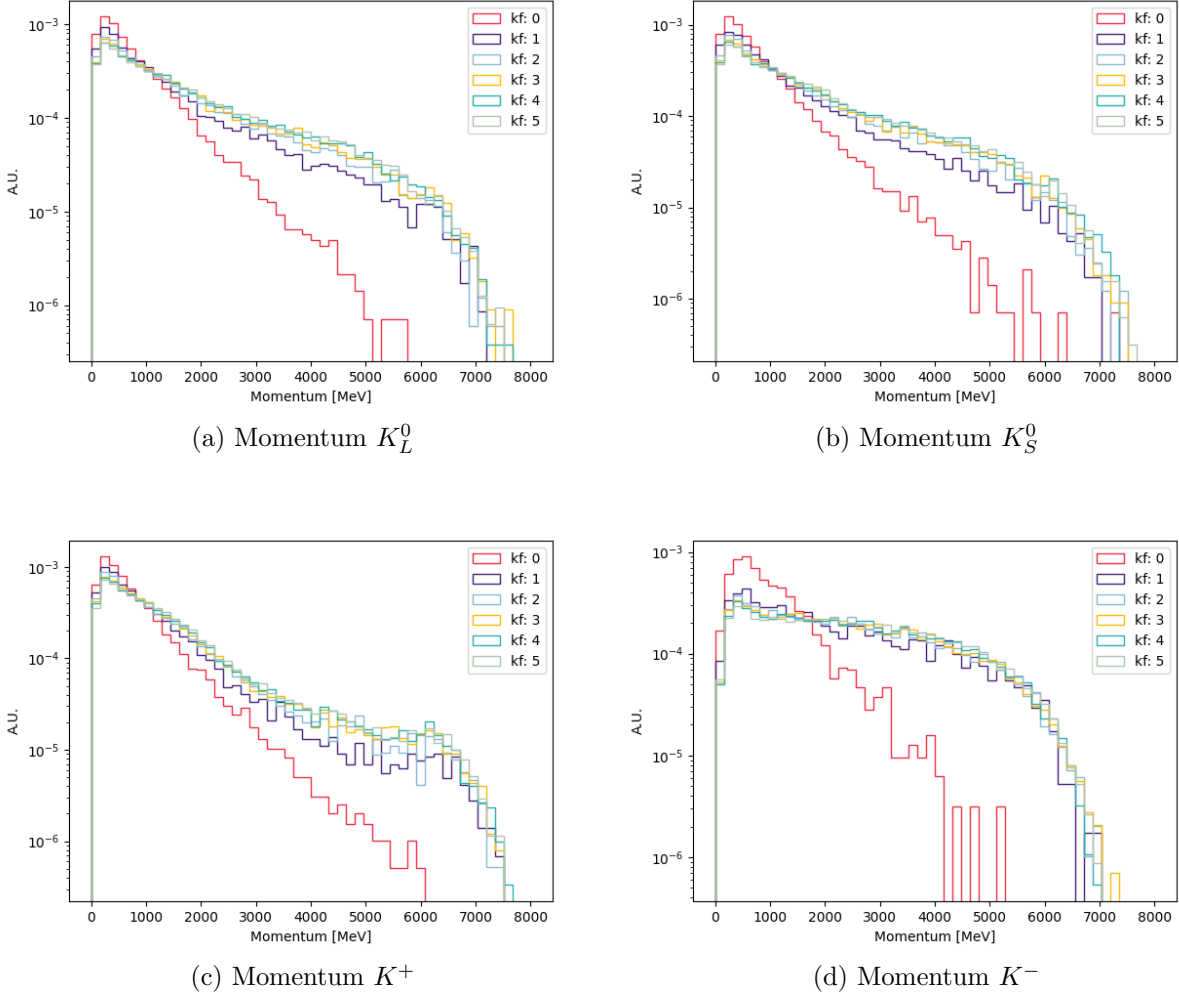 10⁻³
10⁻⁴
10⁻⁵
10⁻⁶
A.U.
kf: 0
kf: 1
kf: 2
kf: 3
kf: 4
kf: 5
0 1000 2000 3000 4000 5000 6000 7000 8000
Momentum [MeV]
(a) Momentum K_L^0
10⁻³
10⁻⁴
10⁻⁵
10⁻⁶
A.U.
kf: 0
kf: 1
kf: 2
kf: 3
kf: 4
kf: 5
0 1000 2000 3000 4000 5000 6000 7000 8000
Momentum [MeV]
(b) Momentum K_S^0
10⁻³
10⁻⁴
10⁻⁵
10⁻⁶
A.U.
kf: 0
kf: 1
kf: 2
kf: 3
kf: 4
kf: 5
0 1000 2000 3000 4000 5000 6000 7000 8000
Momentum [MeV]
(c) Momentum K⁺
10⁻³
10⁻⁴
10⁻⁵
10⁻⁶
A.U.
kf: 0
kf: 1
kf: 2
kf: 3
kf: 4
kf: 5
0 1000 2000 3000 4000 5000 6000 7000 8000
Momentum [MeV]
(d) Momentum K⁻